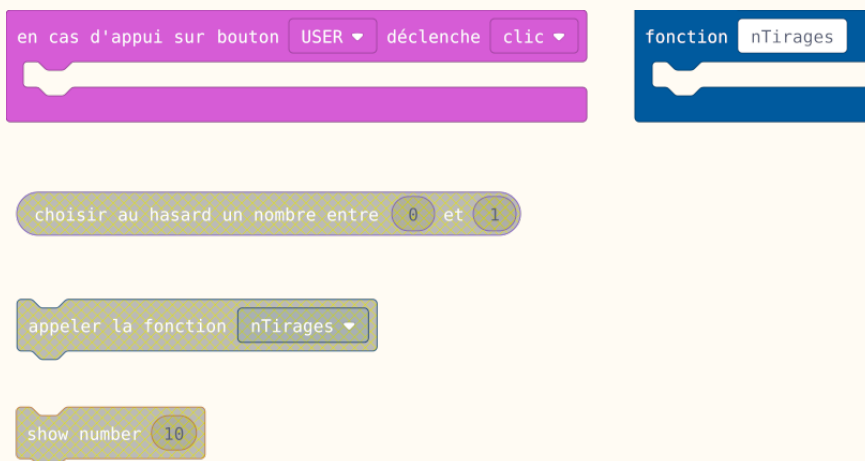 en cas d'appui sur bouton USER déclenche clic
fonction nTirages
choisir au hasard un nombre entre 0 et 1
appeler la fonction nTirages
show number 10